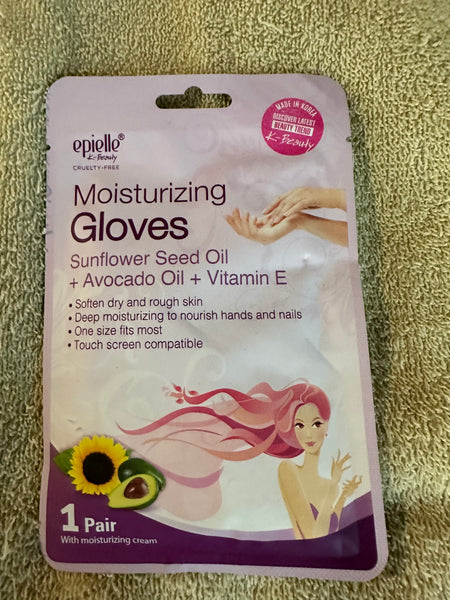 epielle®
K-Beauty
CRUELTY-FREE
MADE IN KOREA
DISCOVER LATEST
BEAUTY TREND
K-Beauty
Moisturizing
Gloves
Sunflower Seed Oil
+ Avocado Oil + Vitamin E
• Soften dry and rough skin
• Deep moisturizing to nourish hands and nails
• One size fits most
• Touch screen compatible
1 Pair
With moisturizing cream